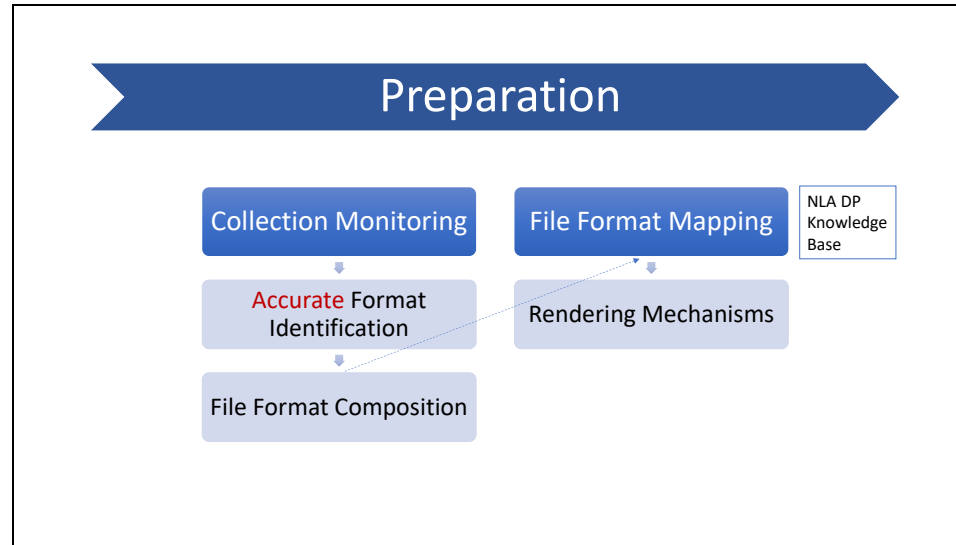 Preparation
Collection Monitoring
Accurate Format
Identification
File Format Composition
File Format Mapping
Rendering Mechanisms
NLA DP
Knowledge
Base